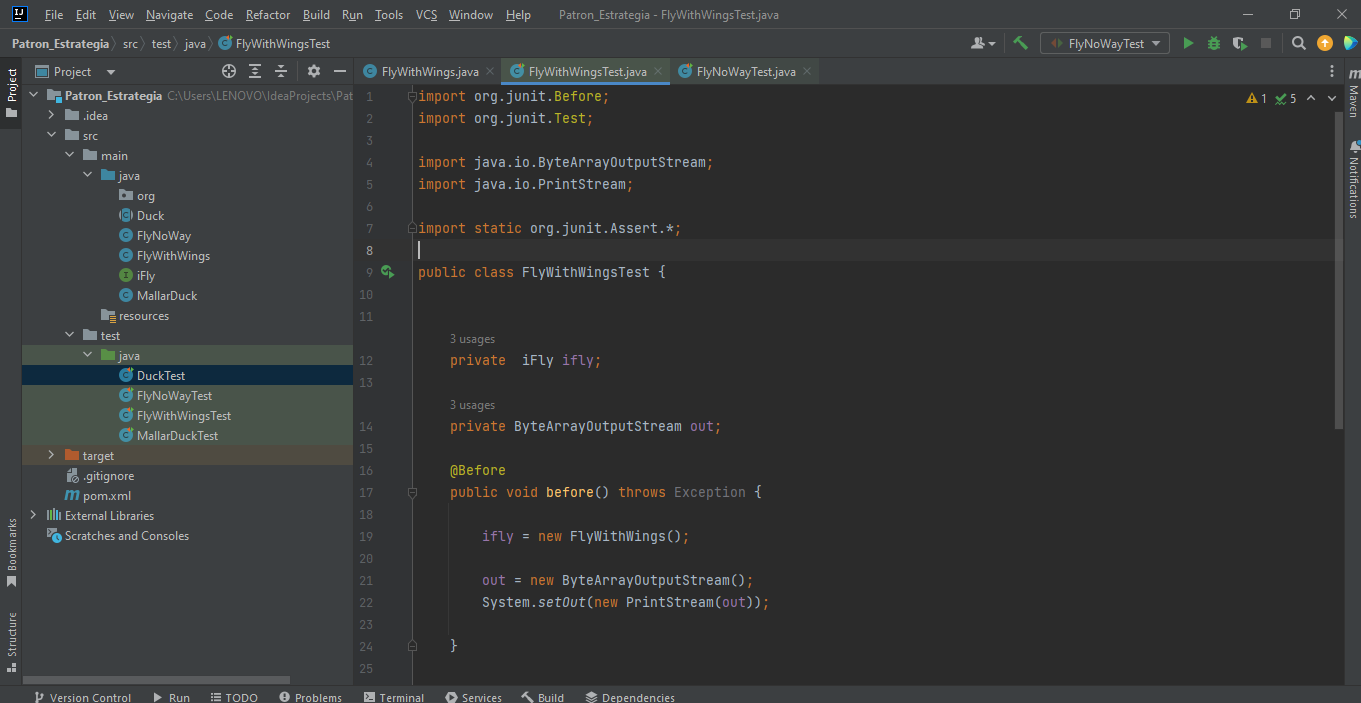 File Edit View Navigate Code Refactor Build Run Tools VCS Window Help Patron_Estrategia - FlyWithWingsTest.java
Patron_Estrategia src test java FlyWithWingsTest FlyNoWayTest
Project
Project
FlyWithWings.java FlyWithWingsTest.java FlyNoWayTest.java
Patron_Estrategia C:\Users\LENOVO\IdeaProjects\Pat
.idea
src
main
java
org
Duck
FlyNoWay
FlyWithWings
iFly
MallarDuck
resources
test
java
DuckTest
FlyNoWayTest
FlyWithWingsTest
MallarDuckTest
target
.gitignore
pom.xml
External Libraries
Scratches and Consoles
Bookmarks
Structure
1 import org.junit.Before;
2 import org.junit.Test;
3
4 import java.io.ByteArrayOutputStream;
5 import java.io.PrintStream;
6
7 import static org.junit.Assert.*;
8
9 public class FlyWithWingsTest {
10
11
3 usages
12 private  iFly ifly;
13
3 usages
14 private ByteArrayOutputStream out;
15
16 @Before
17 public void before() throws Exception {
18
19 ifly = new FlyWithWings();
20
21 out = new ByteArrayOutputStream();
22 System.setOut(new PrintStream(out));
23
24 }
25
1 5
m
Maven
Notifications
Version Control Run TODO Problems Terminal Services Build Dependencies